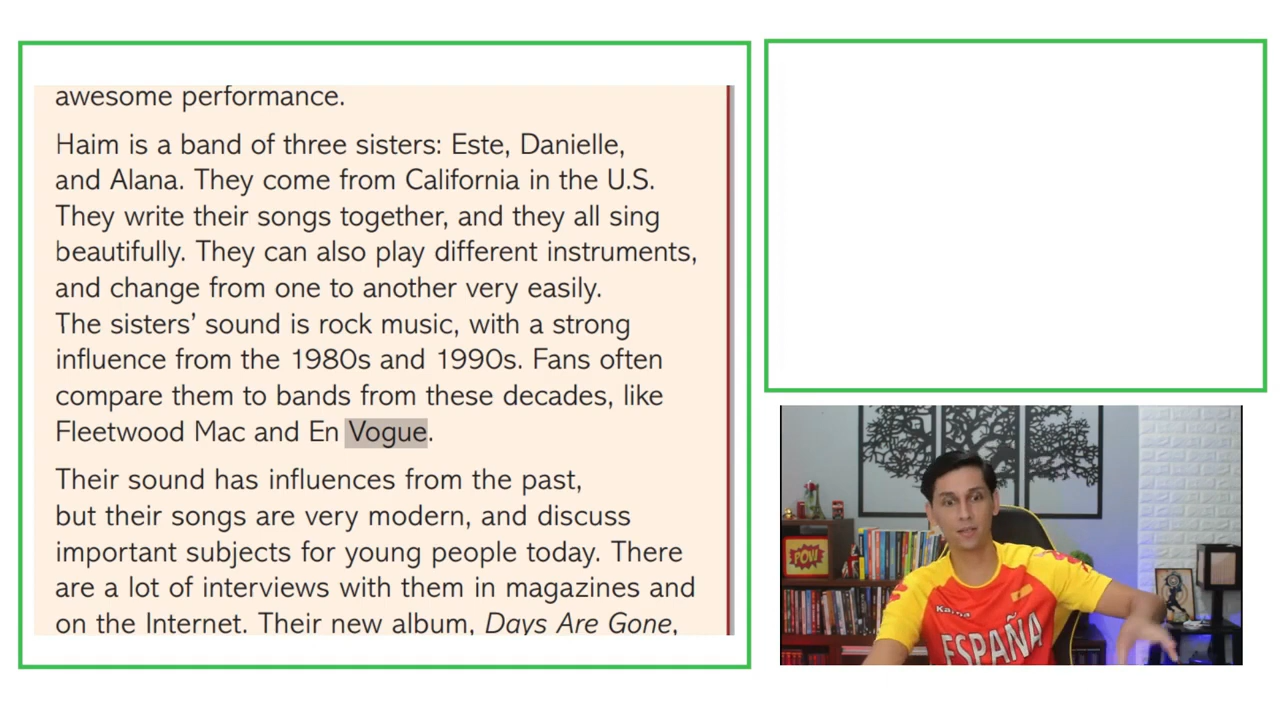 awesome performance.
Haim is a band of three sisters: Este, Danielle,
and Alana. They come from California in the U.S.
They write their songs together, and they all sing
beautifully. They can also play different instruments,
and change from one to another very easily.
The sisters' sound is rock music, with a strong
influence from the 1980s and 1990s. Fans often
compare them to bands from these decades, like
Fleetwood Mac and En Vogue.
Their sound has influences from the past,
but their songs are very modern, and discuss
important subjects for young people today. There
are a lot of interviews with them in magazines and
on the Internet. Their new album, Days Are Gone,
POW
Karna
ESPAÑA